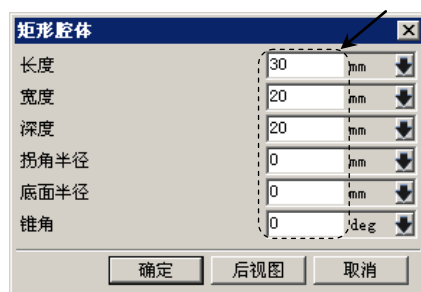 矩形腔体
长度 30 mm
宽度 20 mm
深度 20 mm
拐角半径 0 mm
底面半径 0 mm
锥角 0 deg
确定 后视图 取消